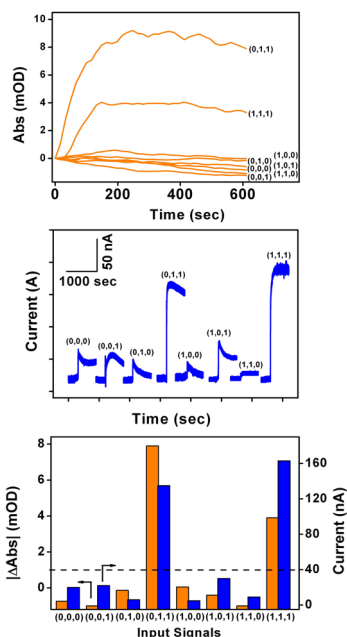 10
8
6
4
2
0
Abs (mOD)
(0,1,1)
(1,1,1)
(1,0,0)
(0,1,0)
(0,0,0)
(1,0,1)
(1,1,0)
(0,0,1)
0 200 400 600
Time (sec)
Current (A)
50 nA
1000 sec
(0,0,0)
(0,0,1)
(0,1,0)
(0,1,1)
(1,0,0)
(1,0,1)
(1,1,0)
(1,1,1)
Time (sec)
|ΔAbs| (mOD)
8
6
4
2
0
160
120
80
40
0
Current (nA)
(0,0,0) (0,0,1) (0,1,0) (0,1,1) (1,0,0) (1,0,1) (1,1,0) (1,1,1)
Input Signals